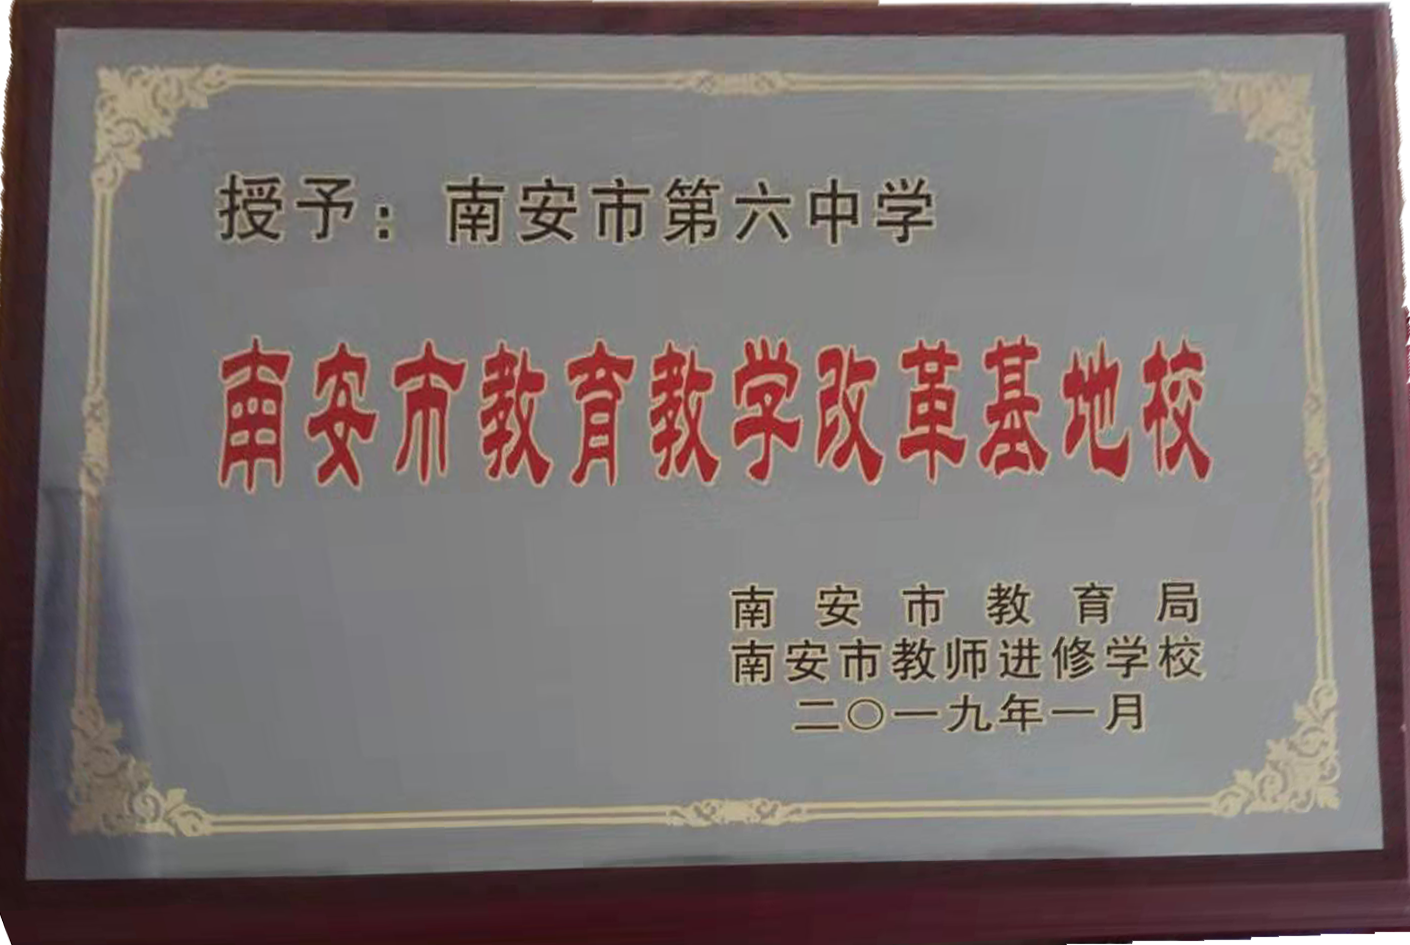 授予：南安市第六中学
南安市教育教学改革基地校
南安市教育局
南安市教师进修学校
二〇一九年一月